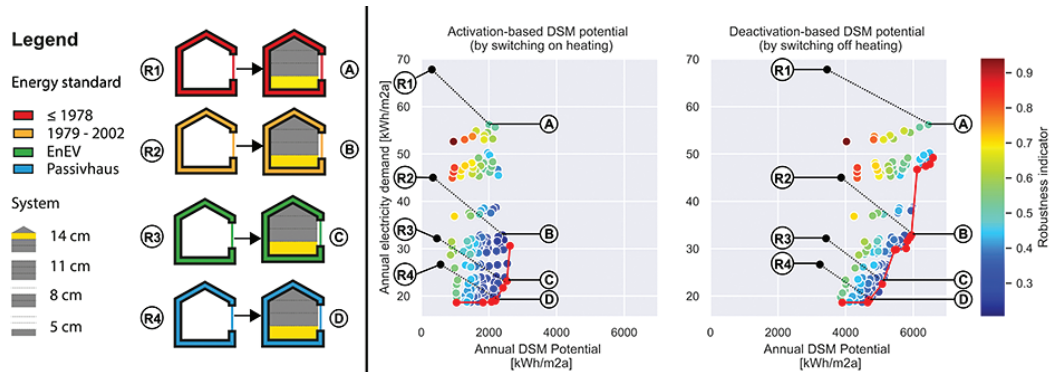 Legend
Energy standard
≤ 1978
1979 - 2002
EnEV
Passivhaus
System
14 cm
11 cm
8 cm
5 cm
R1
A
R2
B
R3
C
R4
D
Activation-based DSM potential
(by switching on heating)
Annual electricity demand [kWh/m2a]
70
60
50
40
30
20
R1
R2
R3
R4
A
B
C
D
0
2000
4000
6000
Annual DSM Potential
[kWh/m2a]
Deactivation-based DSM potential
(by switching off heating)
70
60
50
40
30
20
R1
R2
R3
R4
A
B
C
D
0
2000
4000
6000
Annual DSM Potential
[kWh/m2a]
0.9
0.8
0.7
0.6
0.5
0.4
0.3
Robustness indicator